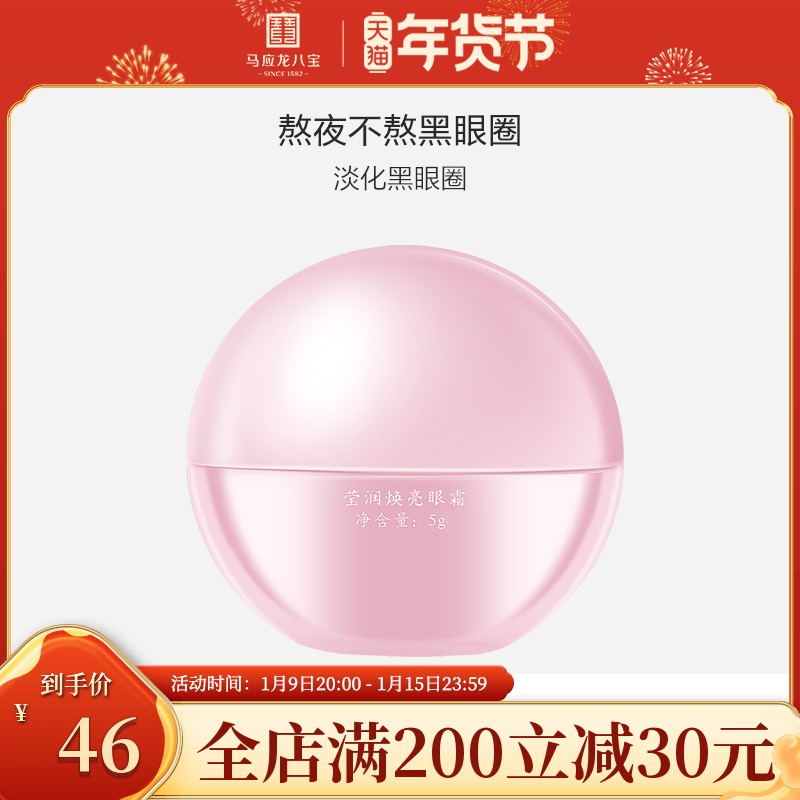 马应龙八宝
- SINCE 1582 -
天猫
年货节
熬夜不熬黑眼圈
淡化黑眼圈
莹润焕亮眼霜
净含量：5g
到手价
¥ 46
活动时间：1月9日20:00 - 1月15日23:59
全店满200立减30元